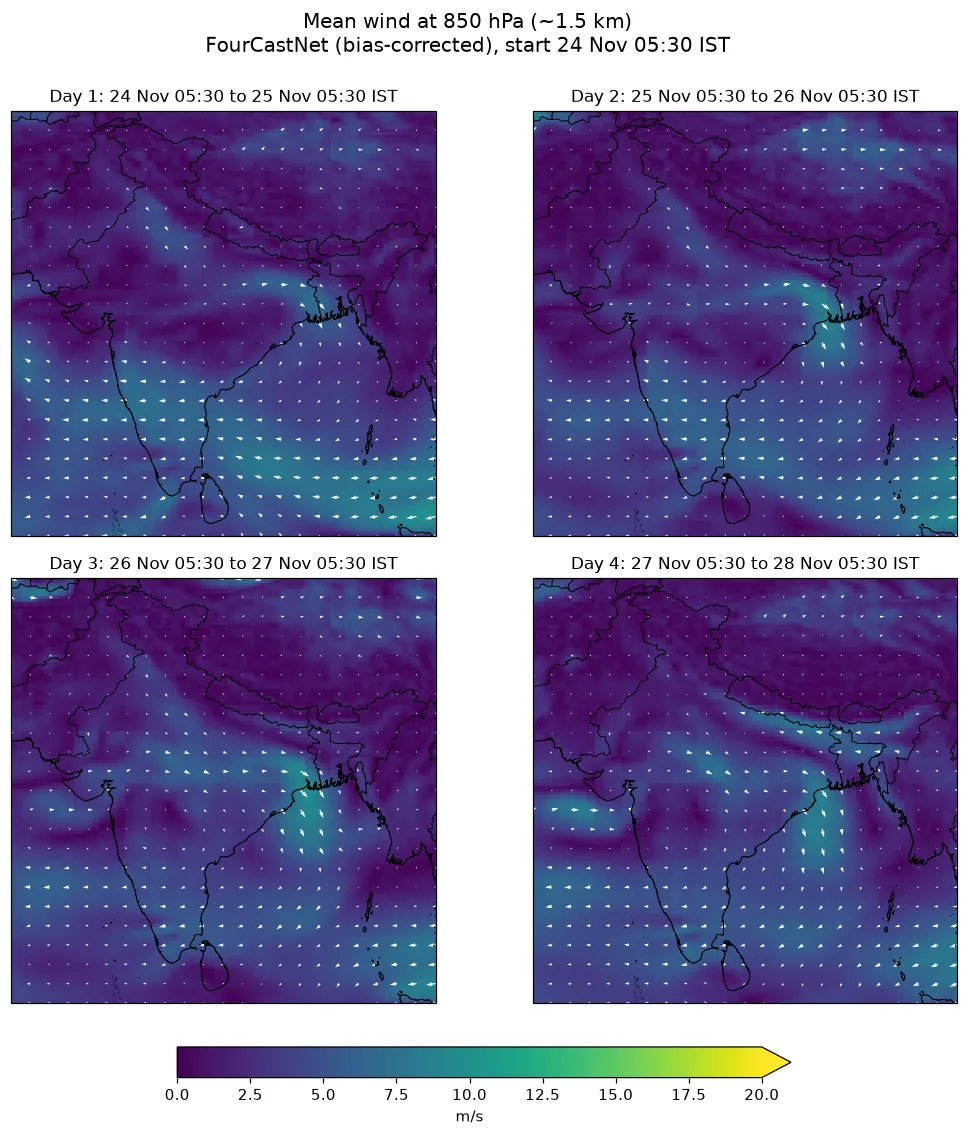 Mean wind at 850 hPa (~1.5 km)
FourCastNet (bias-corrected), start 24 Nov 05:30 IST
Day 1: 24 Nov 05:30 to 25 Nov 05:30 IST
Day 2: 25 Nov 05:30 to 26 Nov 05:30 IST
Day 3: 26 Nov 05:30 to 27 Nov 05:30 IST
Day 4: 27 Nov 05:30 to 28 Nov 05:30 IST
0.0 2.5 5.0 7.5 10.0 12.5 15.0 17.5 20.0
m/s